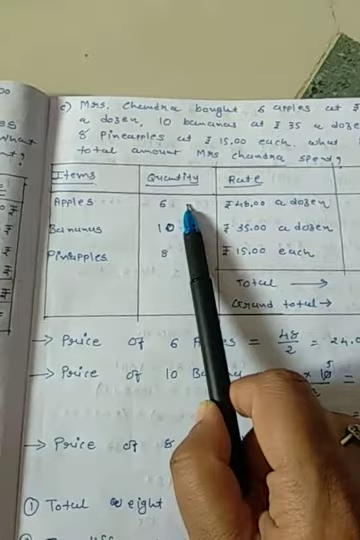 00
c) Mrs. Chandra bought 6 apples at ₹
a dozen, 10 bananas at ₹ 35 a doze
8 Pineapples at ₹ 15.00 each. what
total amount Mrs chandra spend?
what
Items Quantity Rate
Apples 6 ₹ 48.00 a dozen
Bananus 10 ₹ 35.00 a dozen
Pineapples 8 ₹ 15.00 each
Total →
Grand total →
→ Price of 6 = 48/2 = 24.0
→ Price of 10
→ Price of 8
① Total weight